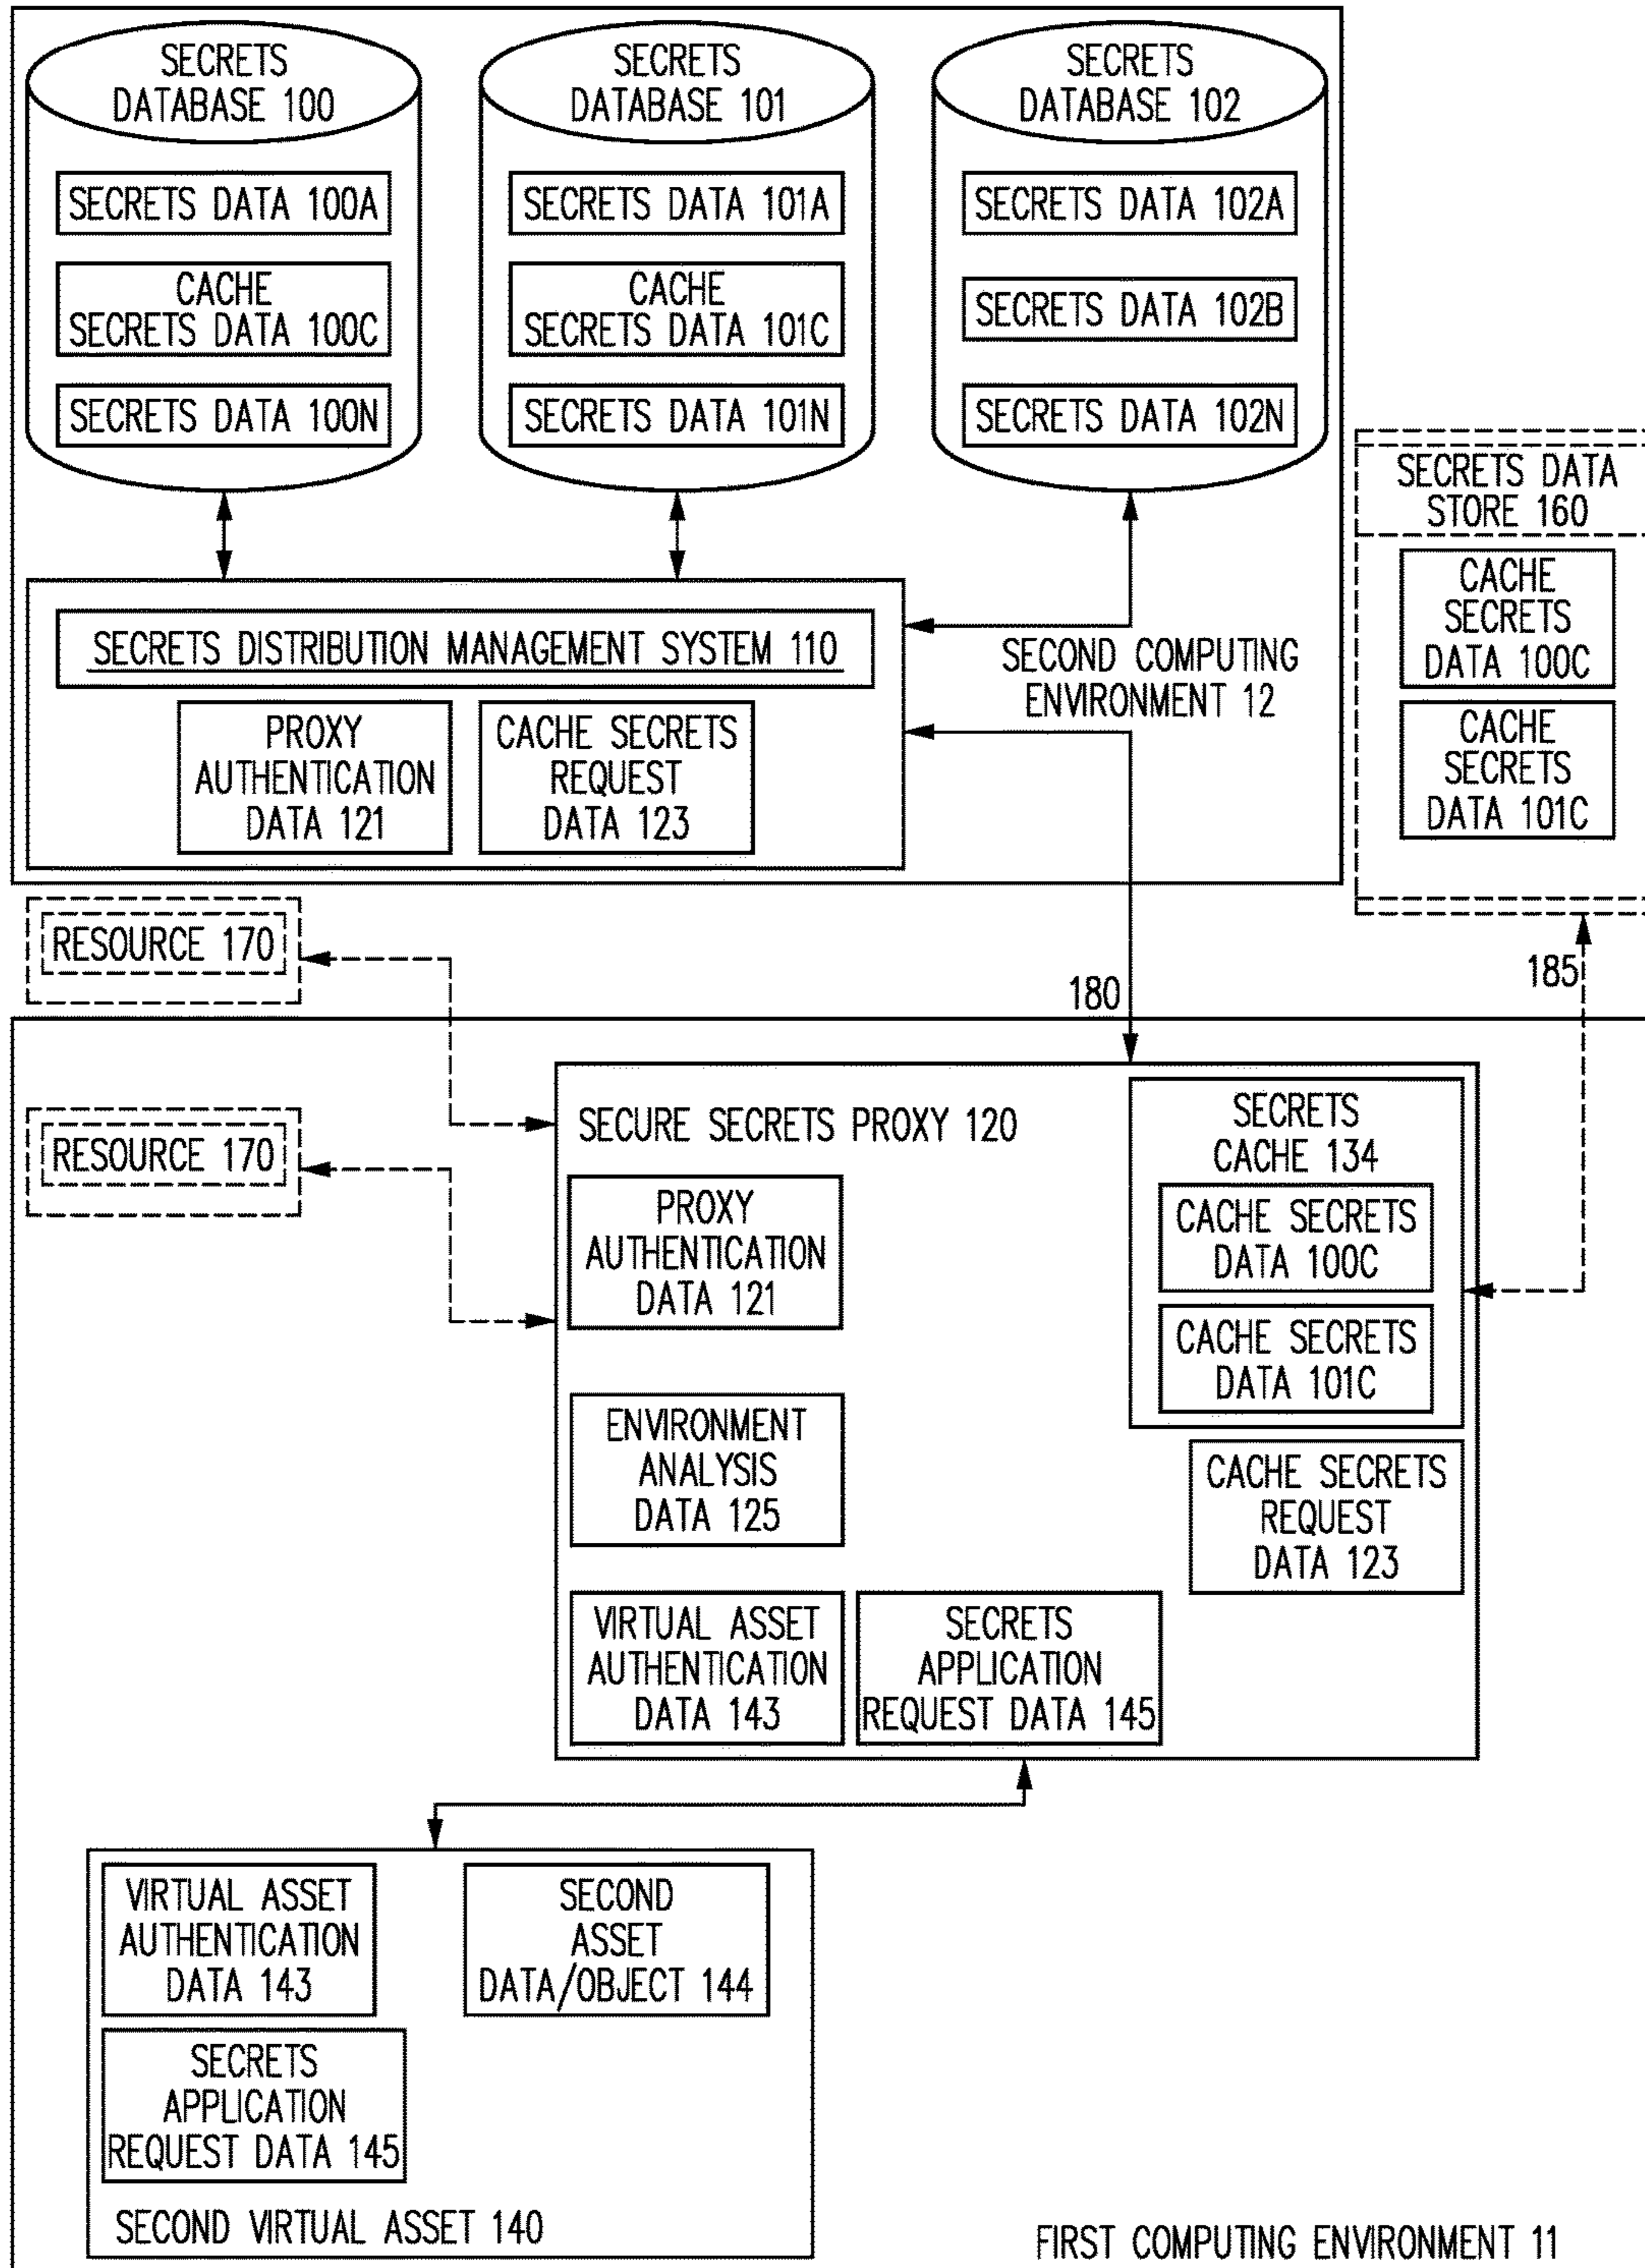 SECRETS
DATABASE 100
SECRETS DATA 100A
CACHE
SECRETS DATA 100C
SECRETS DATA 100N
SECRETS
DATABASE 101
SECRETS DATA 101A
CACHE
SECRETS DATA 101C
SECRETS DATA 101N
SECRETS
DATABASE 102
SECRETS DATA 102A
SECRETS DATA 102B
SECRETS DATA 102N
SECRETS DATA
STORE 160
CACHE
SECRETS
DATA 100C
CACHE
SECRETS
DATA 101C
SECRETS DISTRIBUTION MANAGEMENT SYSTEM 110
PROXY
AUTHENTICATION
DATA 121
CACHE SECRETS
REQUEST
DATA 123
SECOND COMPUTING
ENVIRONMENT 12
RESOURCE 170
180
185
RESOURCE 170
SECURE SECRETS PROXY 120
PROXY
AUTHENTICATION
DATA 121
SECRETS
CACHE 134
CACHE SECRETS
DATA 100C
CACHE SECRETS
DATA 101C
ENVIRONMENT
ANALYSIS
DATA 125
CACHE SECRETS
REQUEST
DATA 123
VIRTUAL ASSET
AUTHENTICATION
DATA 143
SECRETS
APPLICATION
REQUEST DATA 145
VIRTUAL ASSET
AUTHENTICATION
DATA 143
SECOND
ASSET
DATA/OBJECT 144
SECRETS
APPLICATION
REQUEST DATA 145
SECOND VIRTUAL ASSET 140
FIRST COMPUTING ENVIRONMENT 11